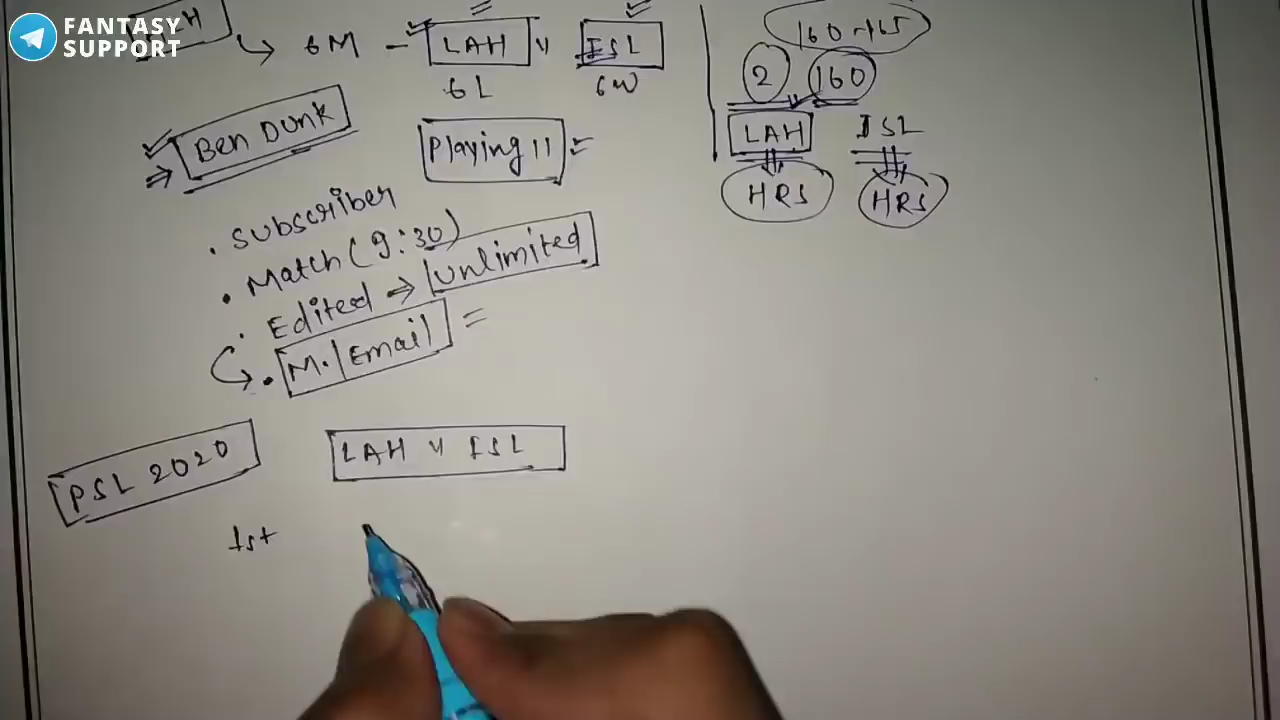 FANTASY
SUPPORT
6M - LAH v ISL
6L 6W
Ben DUNK
Playing 11
. Subscriber
. Match (9:30)
. Edited → Unlimited
. M./Email
160-165
2 160
LAH ISL
HRS HRS
PSL 2020 LAH v ISL
1st